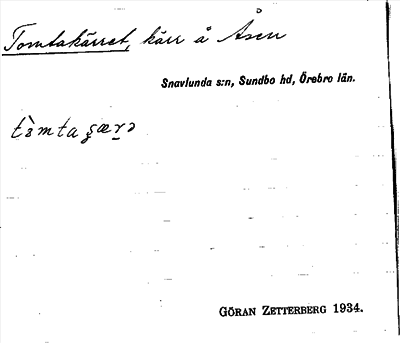 Tomtakärret, kärr å Åsen
Snavlunda s:n, Sundbo hd, Örebro län.
GÖRAN ZETTERBERG 1934.